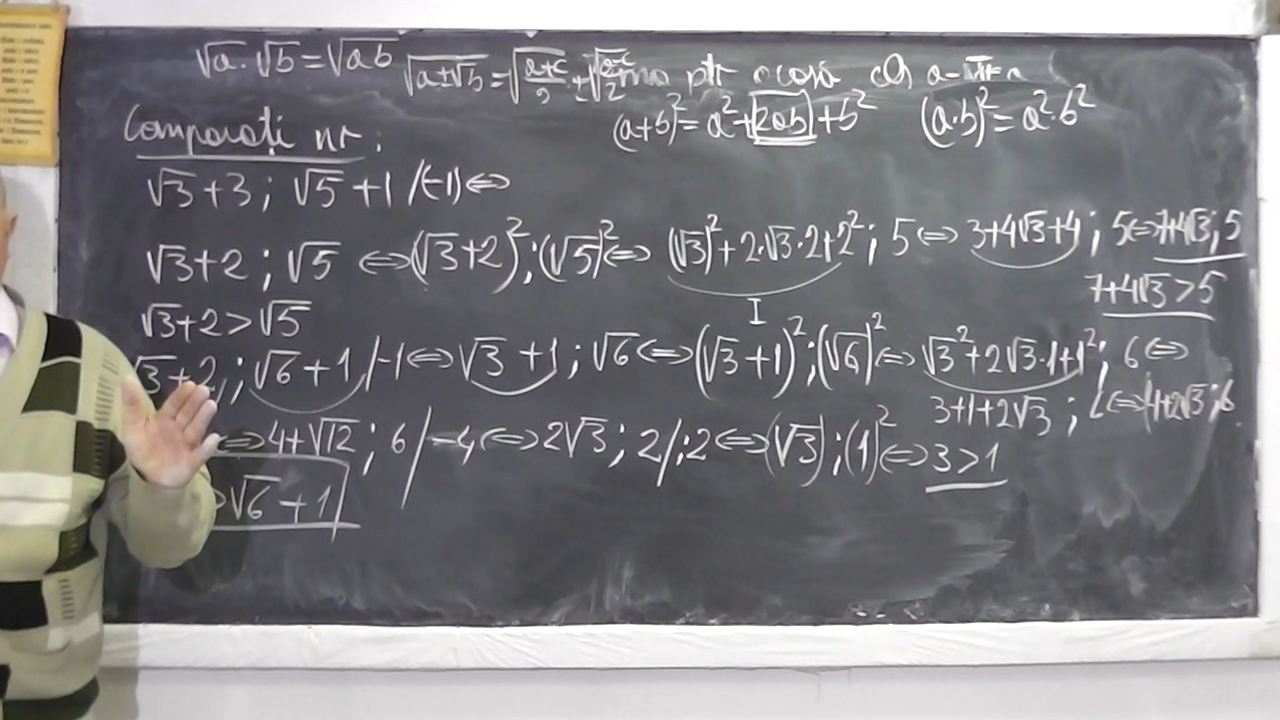 √a·√b=√ab √a±√b=√(a+c)/2 ± √(a-c)/2 ptr
(a+b)²=a²+2ab+b² (a·b)²=a²·b²
Comparați nr:
√3+3; √5+1 /(-1)⇔
√3+2; √5 ⇔(√3+2)²;(√5)²⇔ (√3)²+2·√3·2+2²; 5⇔ 3+4√3+4; 5⇔7+4√3; 5
7+4√3>5
√3+2>√5
I
√3+2; √6+1 /-1⇔ √3+1; √6⇔(√3+1)²;(√6)²⇔ √3²+2√3·1+1²; 6⇔
3+1+2√3; ⇔4+2√3; 6
⇔4+√12; 6/-4⇔2√3; 2/:2⇔(√3);(1)²⇔3>1
>√6+1